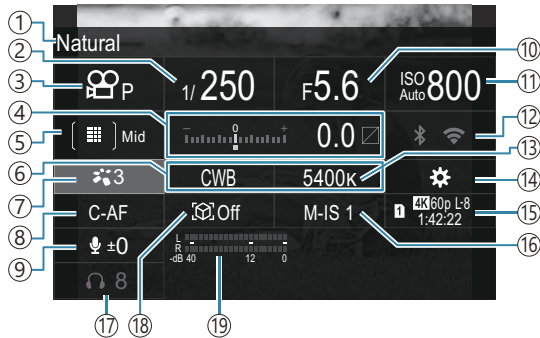 ① Natural
② 1/250
⑩ F5.6
⑪ ISO Auto 800
③ P
④ − 0 + 0.0
⑤ Mid
⑫
⑥ CWB
⑬ 5400K
⑦ 3
⑭
⑧ C-AF
Off
M-IS 1
1 4K 60p L-8
1:42:22
⑮
⑨ ±0
L
R
-dB 40 12 0
⑯
8
⑰ ⑱ ⑲